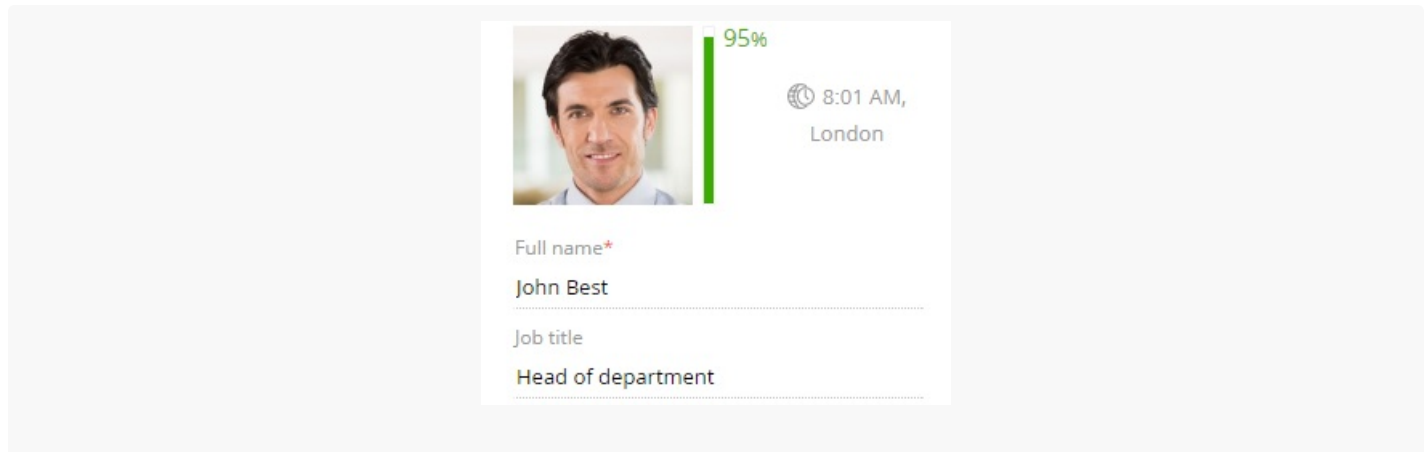 95%
8:01 AM,
London
Full name*
John Best
Job title
Head of department